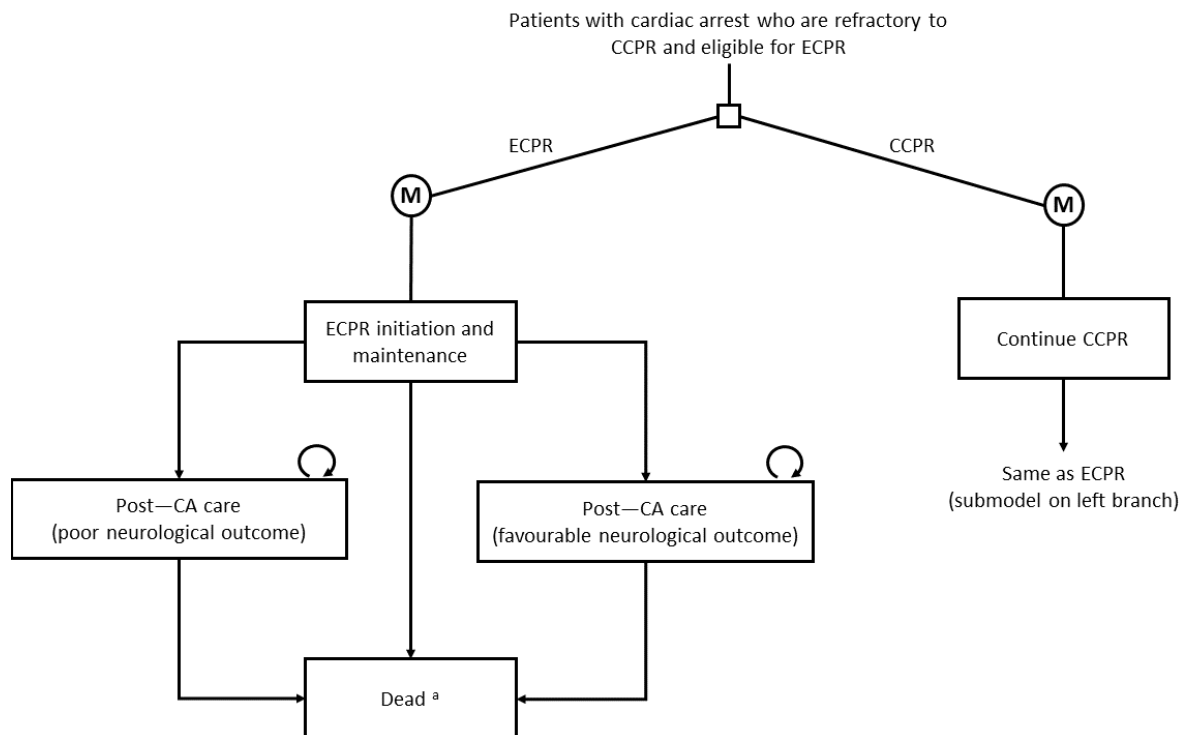 Patients with cardiac arrest who are refractory to
CCPR and eligible for ECPR
ECPR
CCPR
M
M
ECPR initiation and
maintenance
Continue CCPR
Post—CA care
(poor neurological outcome)
Post—CA care
(favourable neurological outcome)
Same as ECPR
(submodel on left branch)
Dead ª